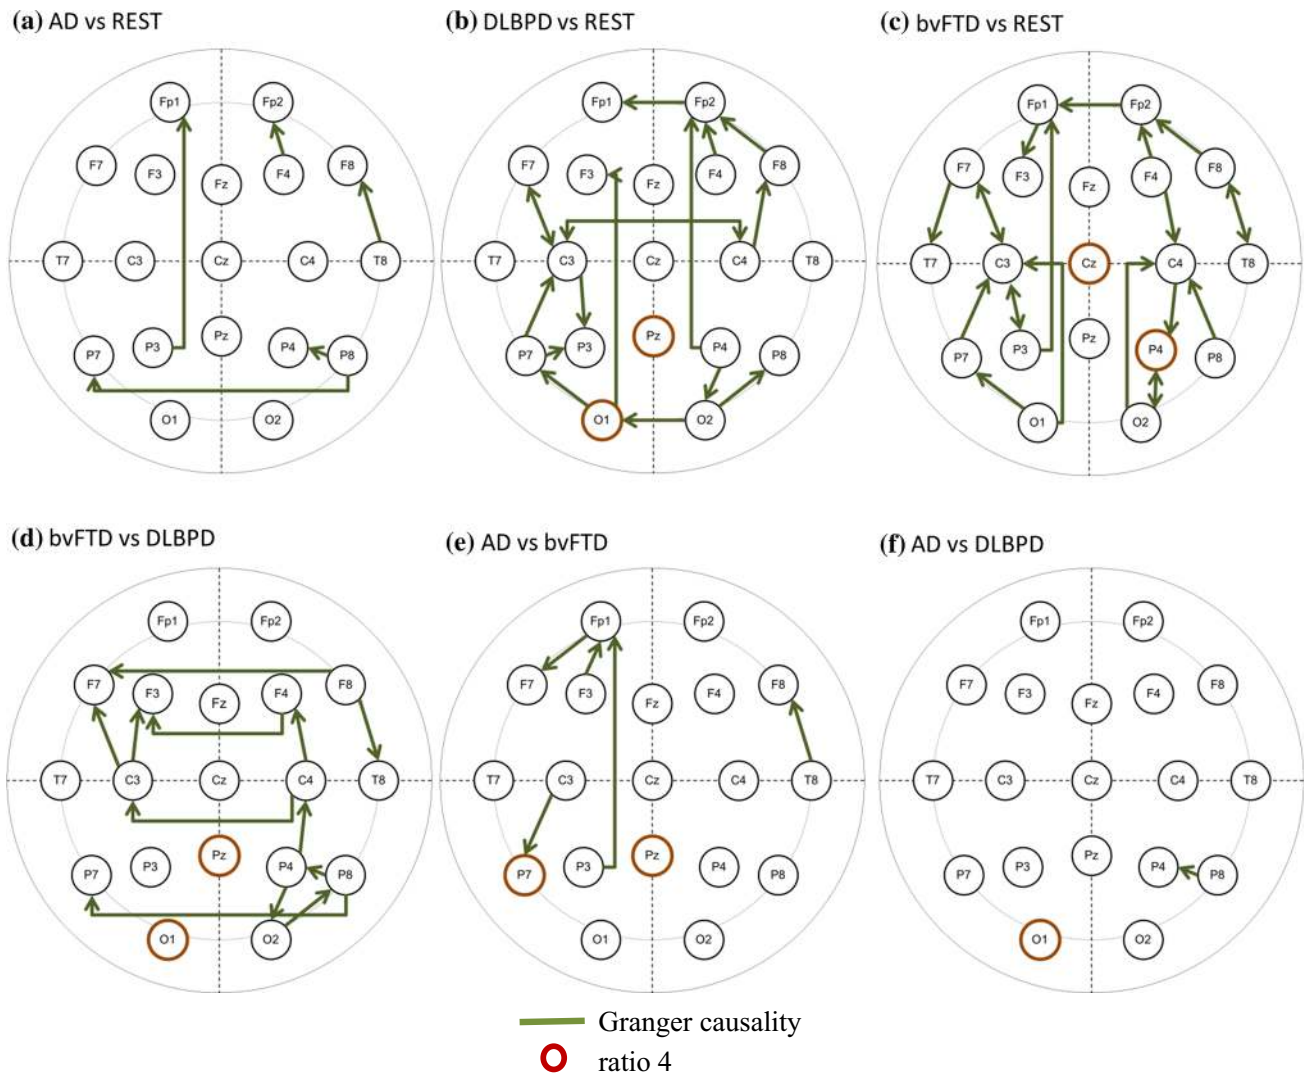 (a) AD vs REST
(b) DLBPD vs REST
(c) bvFTD vs REST
Fp1 Fp2
F7 F3 Fz F4 F8
T7 C3 Cz C4 T8
P7 P3 Pz P4 P8
O1 O2
Fp1 Fp2
F7 F3 Fz F4 F8
T7 C3 Cz C4 T8
P7 P3 Pz P4 P8
O1 O2
Fp1 Fp2
F7 F3 Fz F4 F8
T7 C3 Cz C4 T8
P7 P3 Pz P4 P8
O1 O2
(d) bvFTD vs DLBPD
(e) AD vs bvFTD
(f) AD vs DLBPD
Fp1 Fp2
F7 F3 Fz F4 F8
T7 C3 Cz C4 T8
P7 P3 Pz P4 P8
O1 O2
Fp1 Fp2
F7 F3 Fz F4 F8
T7 C3 Cz C4 T8
P7 P3 Pz P4 P8
O1 O2
Fp1 Fp2
F7 F3 Fz F4 F8
T7 C3 Cz C4 T8
P7 P3 Pz P4 P8
O1 O2
Granger causality
ratio 4